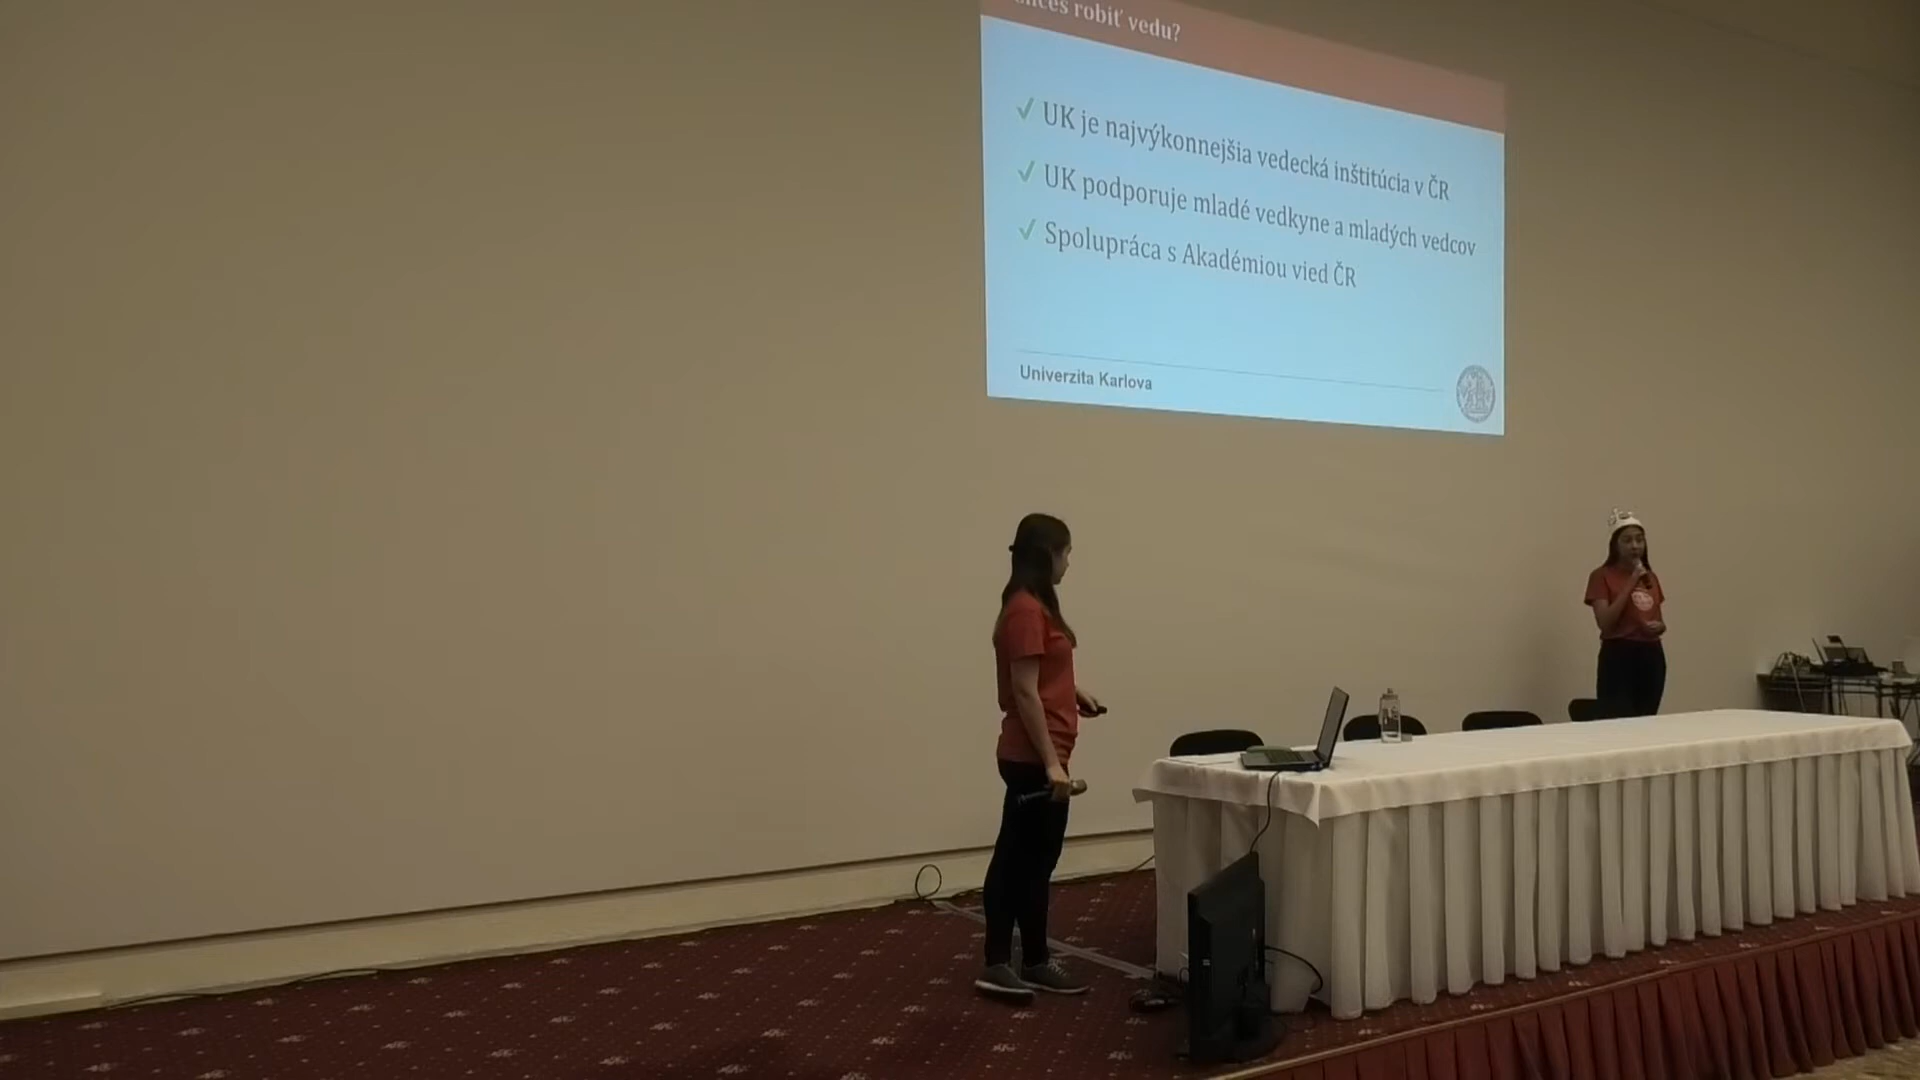 robiť vedu?
✓ UK je najvýkonnejšia vedecká inštitúcia v ČR
✓ UK podporuje mladé vedkyne a mladých vedcov
✓ Spolupráca s Akadémiou vied ČR
Univerzita Karlova